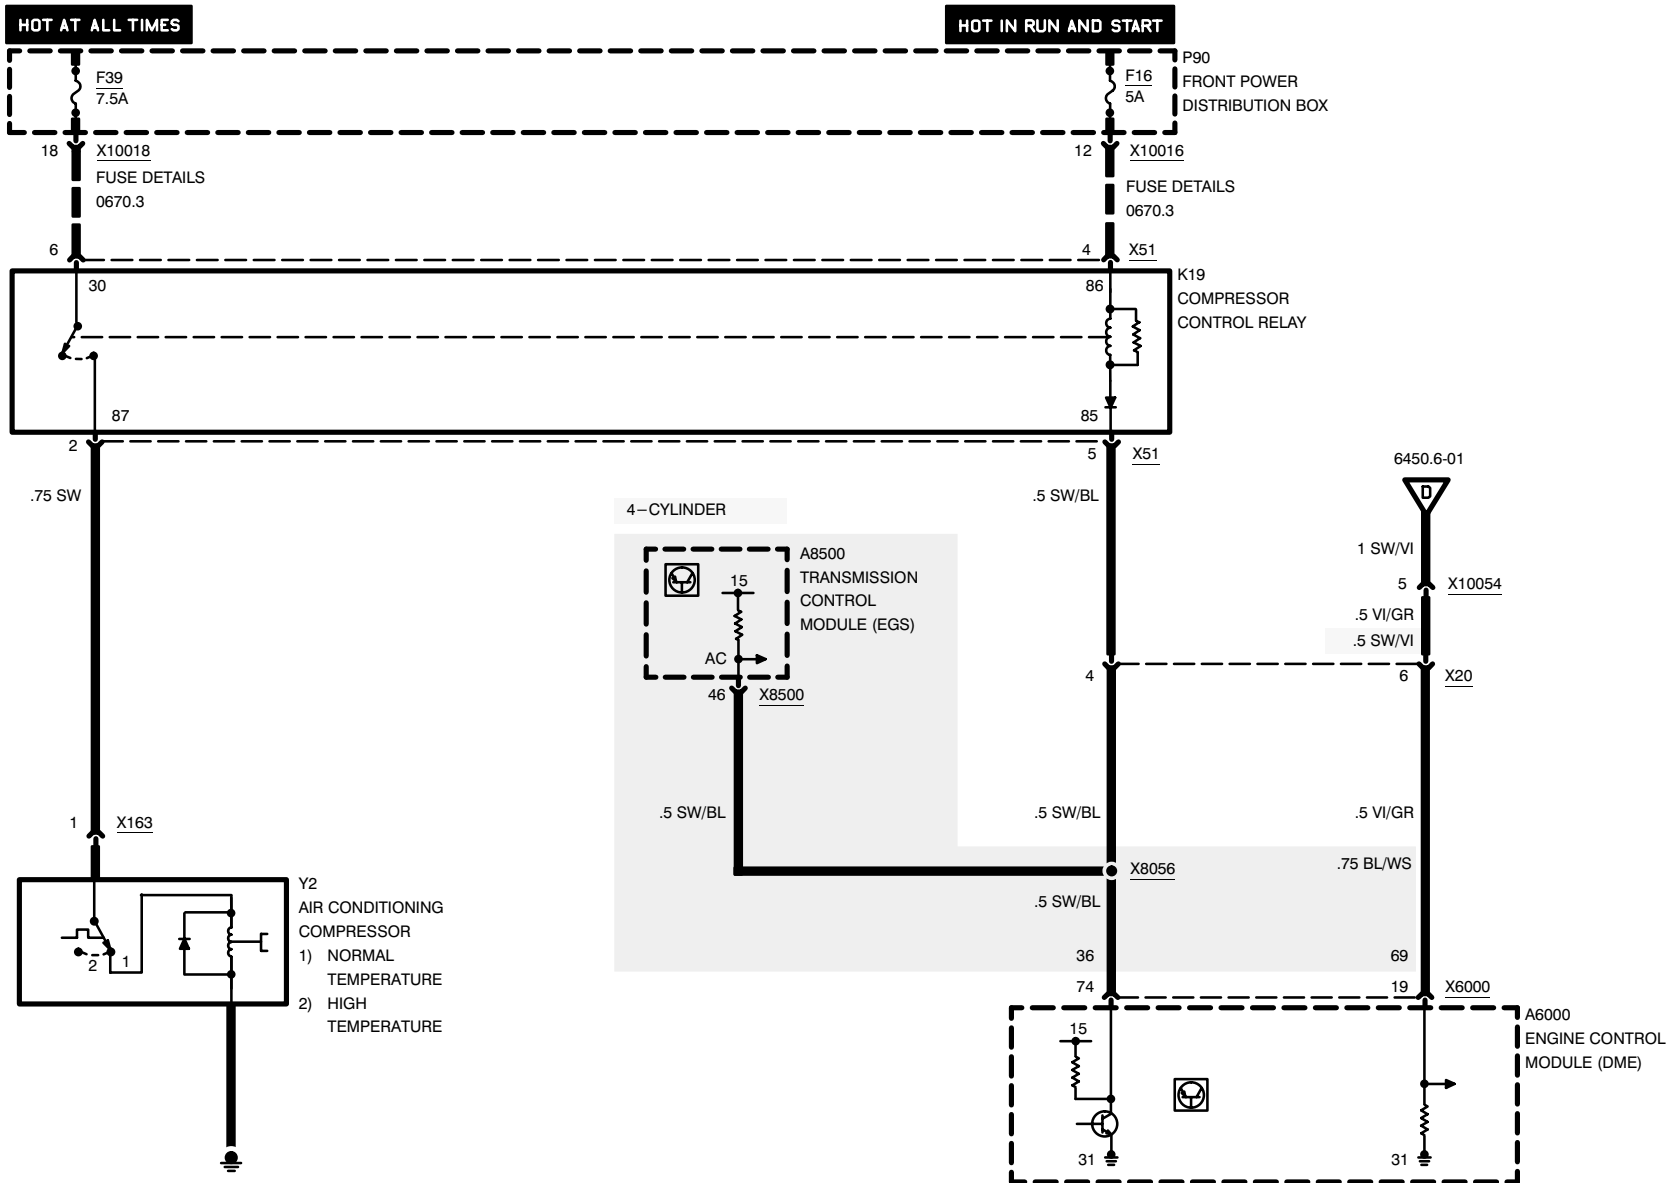 HOT AT ALL TIMES
HOT IN RUN AND START
F39
7.5A
F16
5A
P90
FRONT POWER
DISTRIBUTION BOX
18 X10018
FUSE DETAILS
0670.3
12 X10016
FUSE DETAILS
0670.3
6
4 X51
30
86
K19
COMPRESSOR
CONTROL RELAY
87
85
2
5 X51
.75 SW
.5 SW/BL
6450.6-01
D
4-CYLINDER
1 SW/VI
A8500
TRANSMISSION
CONTROL
MODULE (EGS)
15
AC
5 X10054
.5 VI/GR
.5 SW/VI
46 X8500
4
6 X20
.5 SW/BL
.5 SW/BL
.5 VI/GR
1 X163
X8056
.75 BL/WS
.5 SW/BL
Y2
AIR CONDITIONING
COMPRESSOR
1) NORMAL
TEMPERATURE
2) HIGH
TEMPERATURE
2
1
36
69
74
19 X6000
A6000
ENGINE CONTROL
MODULE (DME)
15
31
31